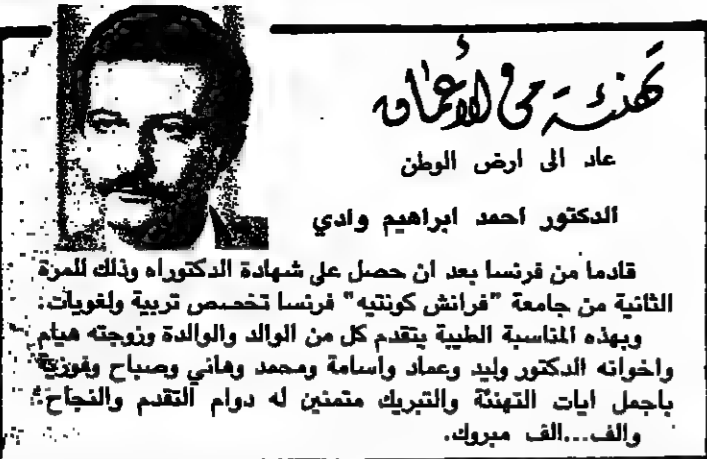 تهنئة من الأعماق
عاد الى ارض الوطن
الدكتور احمد ابراهيم وادي
قادما من فرنسا بعد ان حصل على شهادة الدكتوراه وذلك للمرة
الثانية من جامعة "فرانش كونتيه" فرنسا تخصص تربية ولغويات.
وبهذه المناسبة الطيبة يتقدم كل من الوالد والوالدة وزوجته هيام
واخوانه الدكتور وليد وعماد واسامة ومحمد وهاني وصباح وفوزية
باجمل ايات التهنئة والتبريك متمنين له دوام التقدم والنجاح.
والف...الف مبروك.